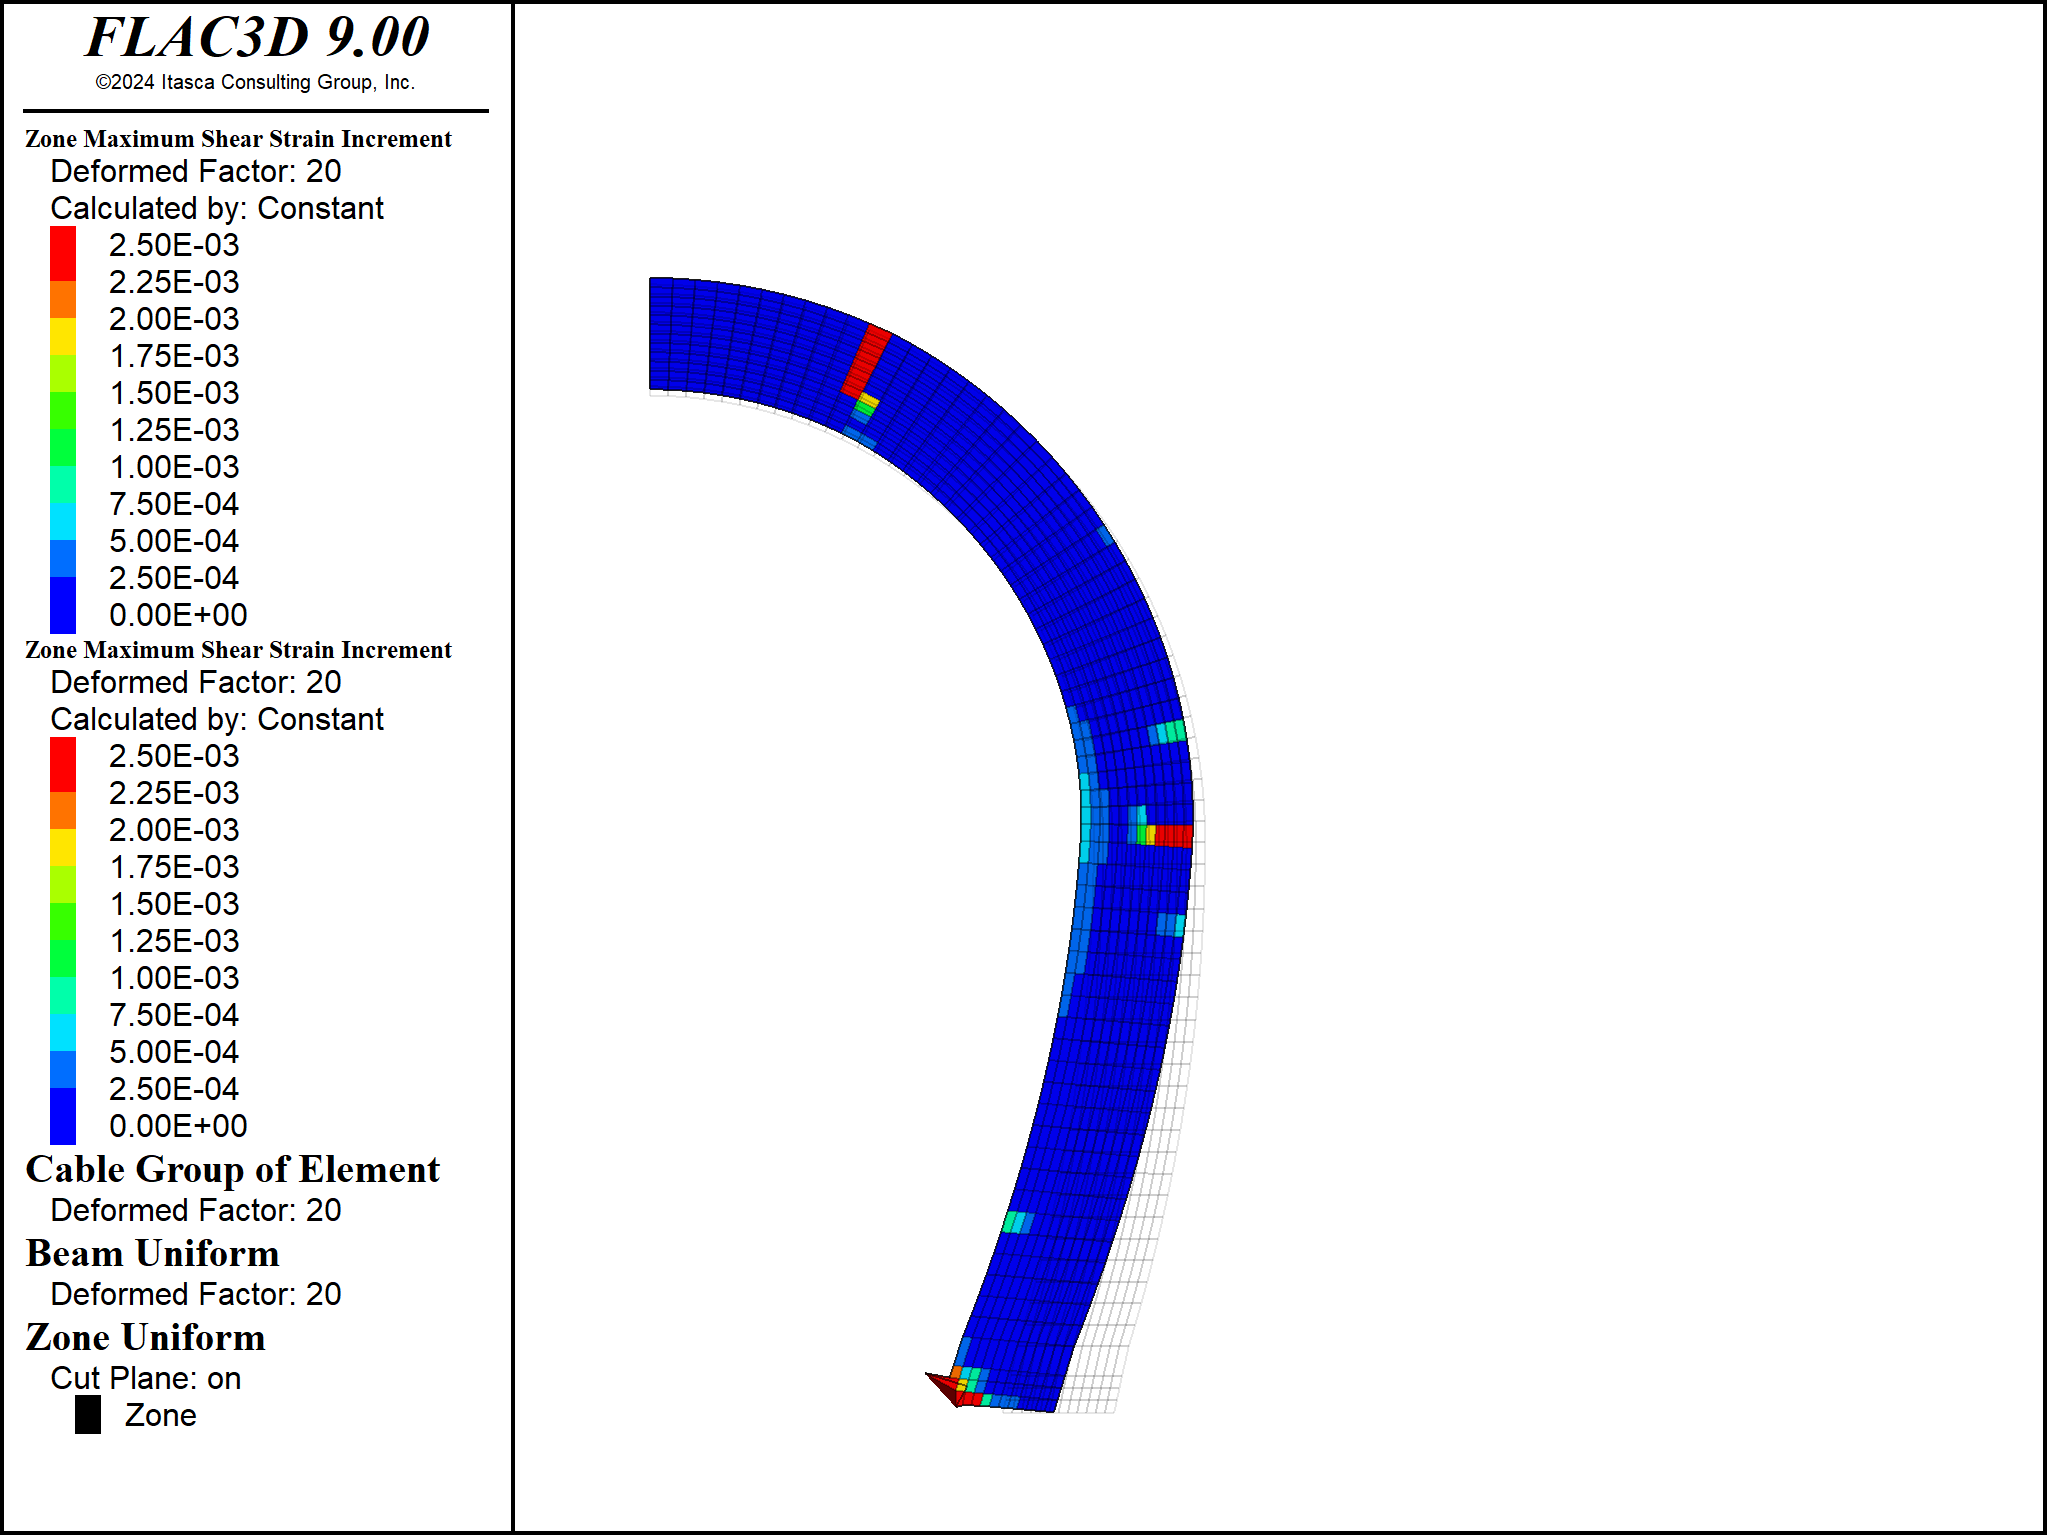 FLAC3D 9.00
©2024 Itasca Consulting Group, Inc.
Zone Maximum Shear Strain Increment
Deformed Factor: 20
Calculated by: Constant
2.50E-03
2.25E-03
2.00E-03
1.75E-03
1.50E-03
1.25E-03
1.00E-03
7.50E-04
5.00E-04
2.50E-04
0.00E+00
Zone Maximum Shear Strain Increment
Deformed Factor: 20
Calculated by: Constant
2.50E-03
2.25E-03
2.00E-03
1.75E-03
1.50E-03
1.25E-03
1.00E-03
7.50E-04
5.00E-04
2.50E-04
0.00E+00
Cable Group of Element
Deformed Factor: 20
Beam Uniform
Deformed Factor: 20
Zone Uniform
Cut Plane: on
Zone